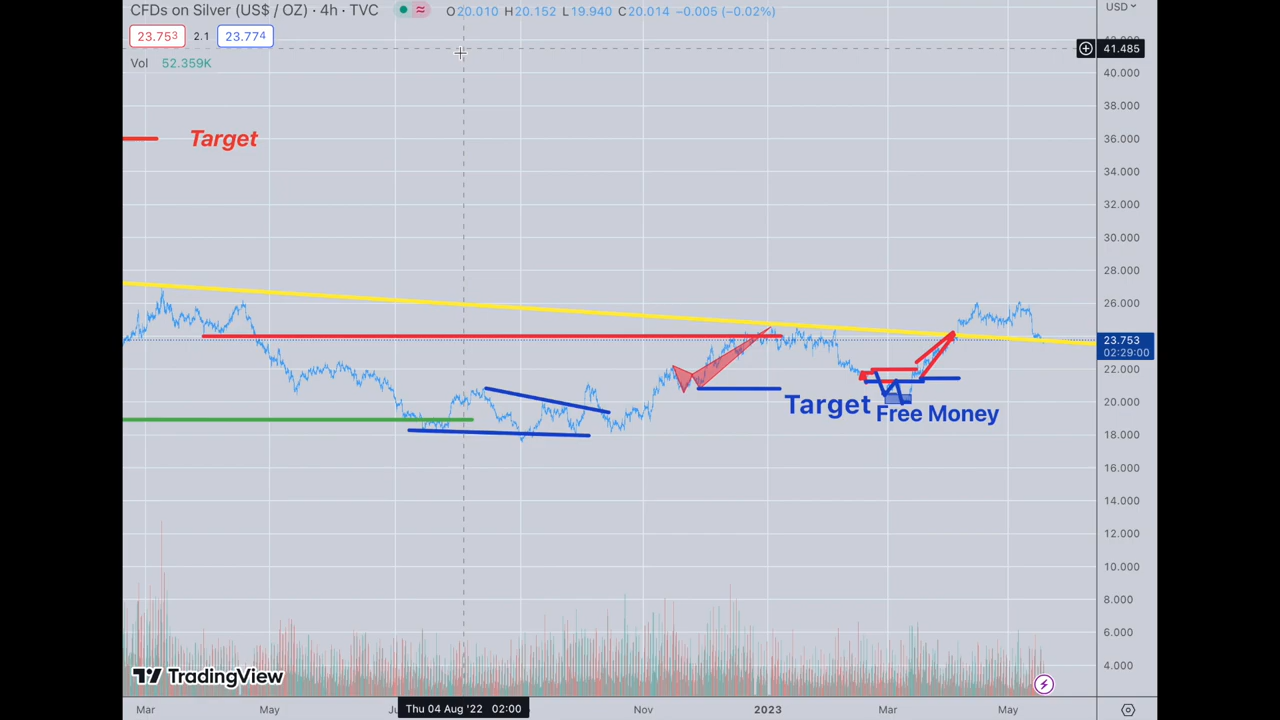 CFDs on Silver (US$ / OZ) · 4h · TVC O20.010 H20.152 L19.940 C20.014 −0.005 (−0.02%) USD
23.753 2.1 23.774
41.485
Vol 52.359K
40.000
38.000
Target
36.000
34.000
32.000
30.000
28.000
26.000
23.753
02:29:00
22.000
20.000
Target
Free Money
18.000
16.000
14.000
12.000
10.000
8.000
6.000
4.000
TradingView
Mar May Thu 04 Aug '22 02:00 Nov 2023 Mar May